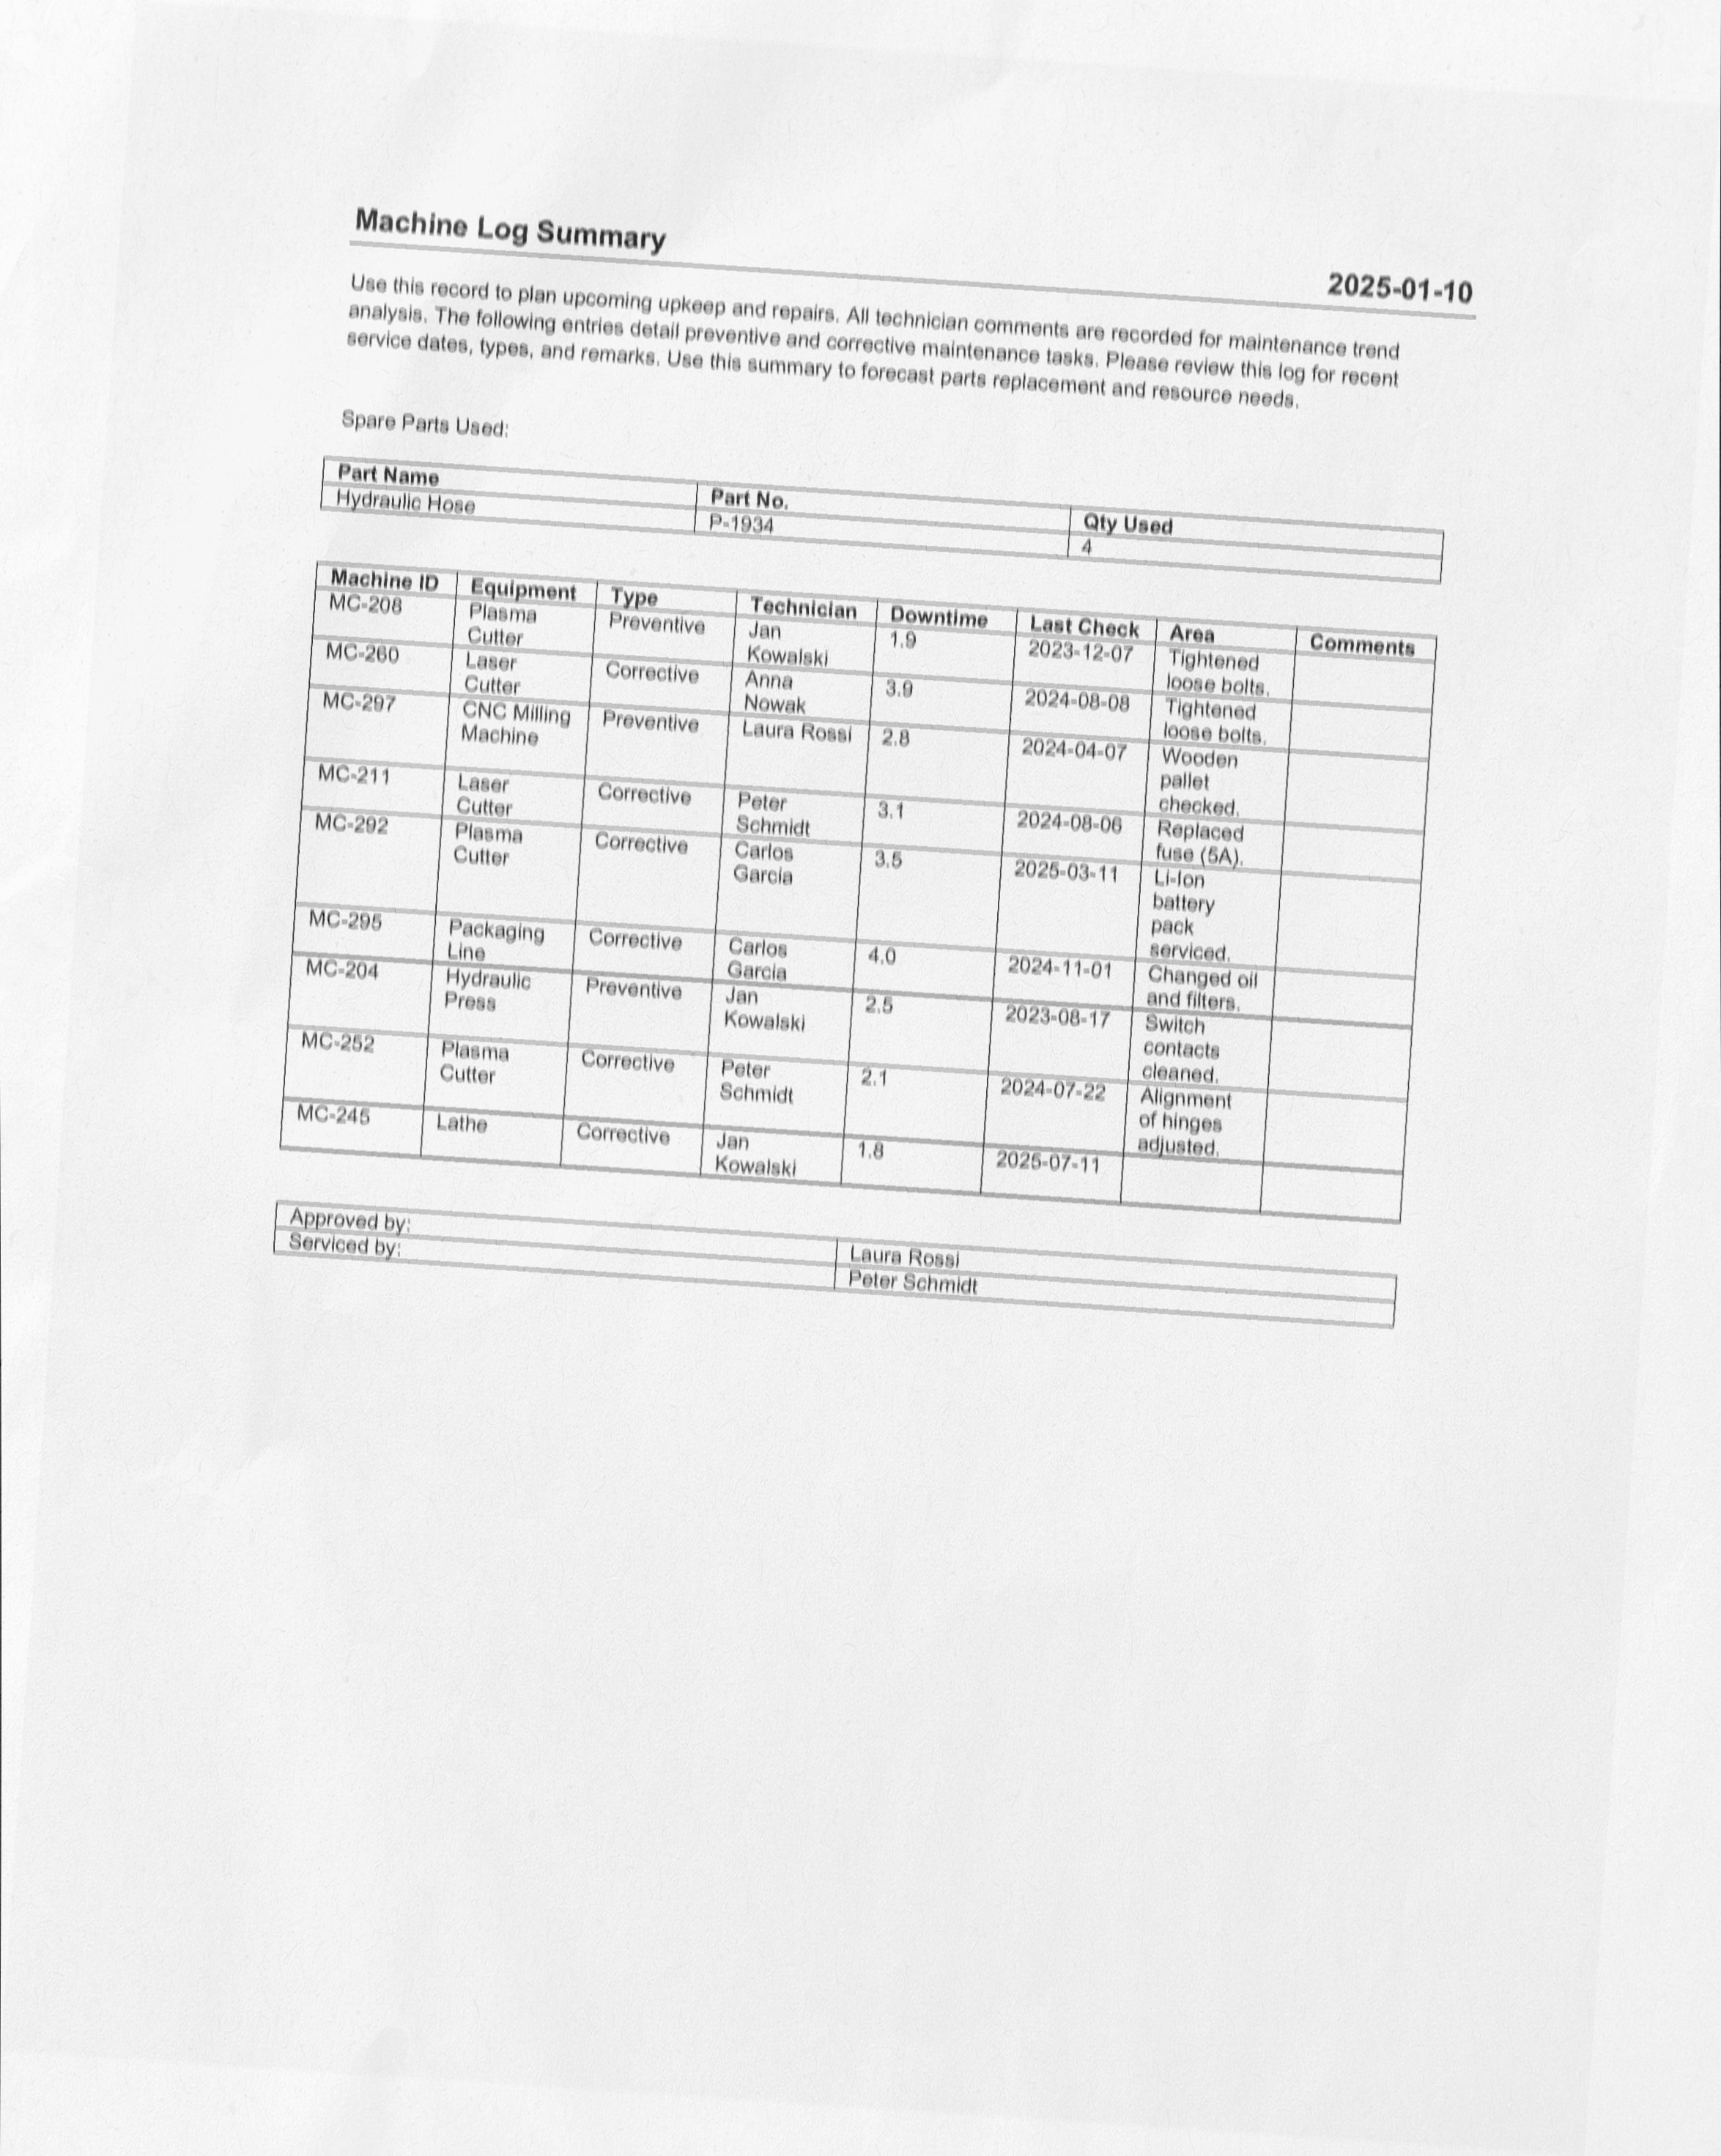 Machine Log Summary
2025-01-10
Use this record to plan upcoming upkeep and repairs. All technician comments are recorded for maintenance trend
analysis. The following entries detail preventive and corrective maintenance tasks. Please review this log for recent
service dates, types, and remarks. Use this summary to forecast parts replacement and resource needs.
Spare Parts Used:
Part Name Part No. Qty Used
Hydraulic Hose P-1934 4
Machine ID Equipment Type Technician Downtime Last Check Area Comments
MC-208 Plasma Preventive Jan 1.9 2023-12-07 Tightened
Cutter Kowalski loose bolts.
MC-260 Laser Corrective Anna 3.9 2024-08-08 Tightened
Cutter Nowak loose bolts.
MC-297 CNC Milling Preventive Laura Rossi 2.8 2024-04-07 Wooden
Machine pallet
checked.
MC-211 Laser Corrective Peter 3.1 2024-08-06 Replaced
Cutter Schmidt fuse (5A).
MC-292 Plasma Corrective Carlos 3.5 2025-03-11 Li-Ion
Cutter Garcia battery
pack
serviced.
MC-295 Packaging Corrective Carlos 4.0 2024-11-01 Changed oil
Line Garcia and filters.
MC-204 Hydraulic Preventive Jan 2.5 2023-08-17 Switch
Press Kowalski contacts
cleaned.
MC-252 Plasma Corrective Peter 2.1 2024-07-22 Alignment
Cutter Schmidt of hinges
adjusted.
MC-245 Lathe Corrective Jan 1.8 2025-07-11
Kowalski
Approved by: Laura Rossi
Serviced by: Peter Schmidt